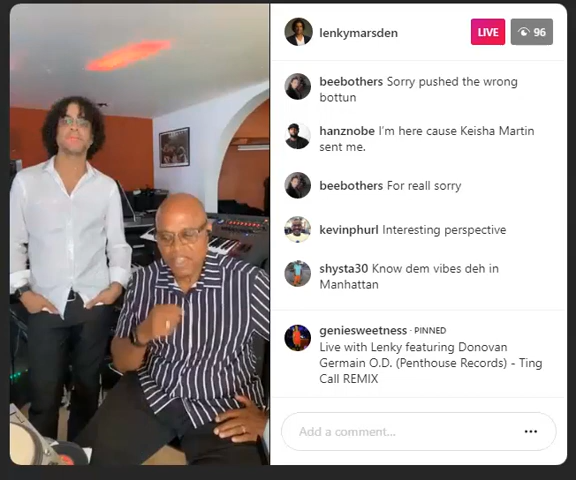 lenkymarsden
LIVE
96
beebothers Sorry pushed the wrong
bottun
hanznobe I'm here cause Keisha Martin
sent me.
beebothers For reall sorry
kevinphurl Interesting perspective
shysta30 Know dem vibes deh in
Manhattan
geniesweetness · PINNED
Live with Lenky featuring Donovan
Germain O.D. (Penthouse Records) - Ting
Call REMIX
Add a comment...